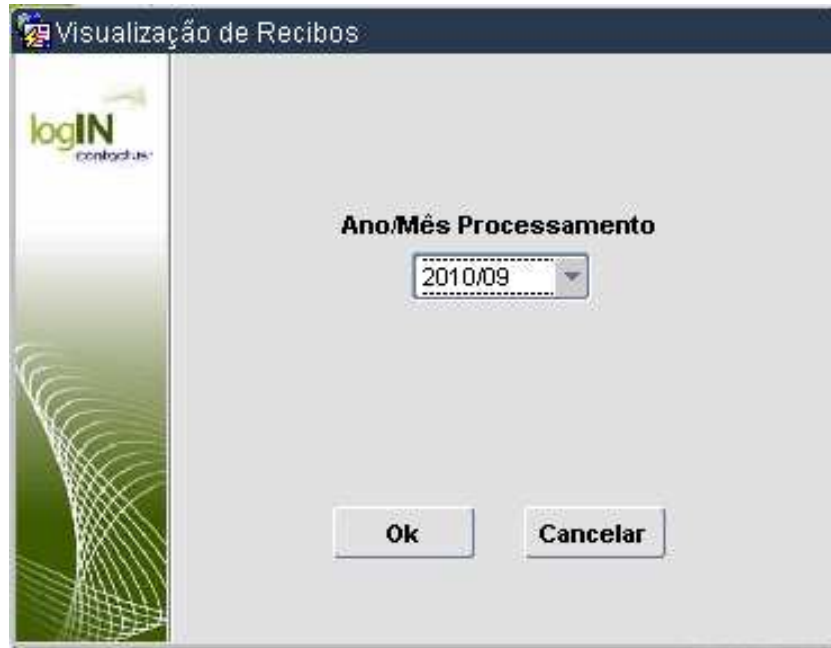 Visualização de Recibos
logIN
Ano/Mês Processamento
2010/09
Ok
Cancelar